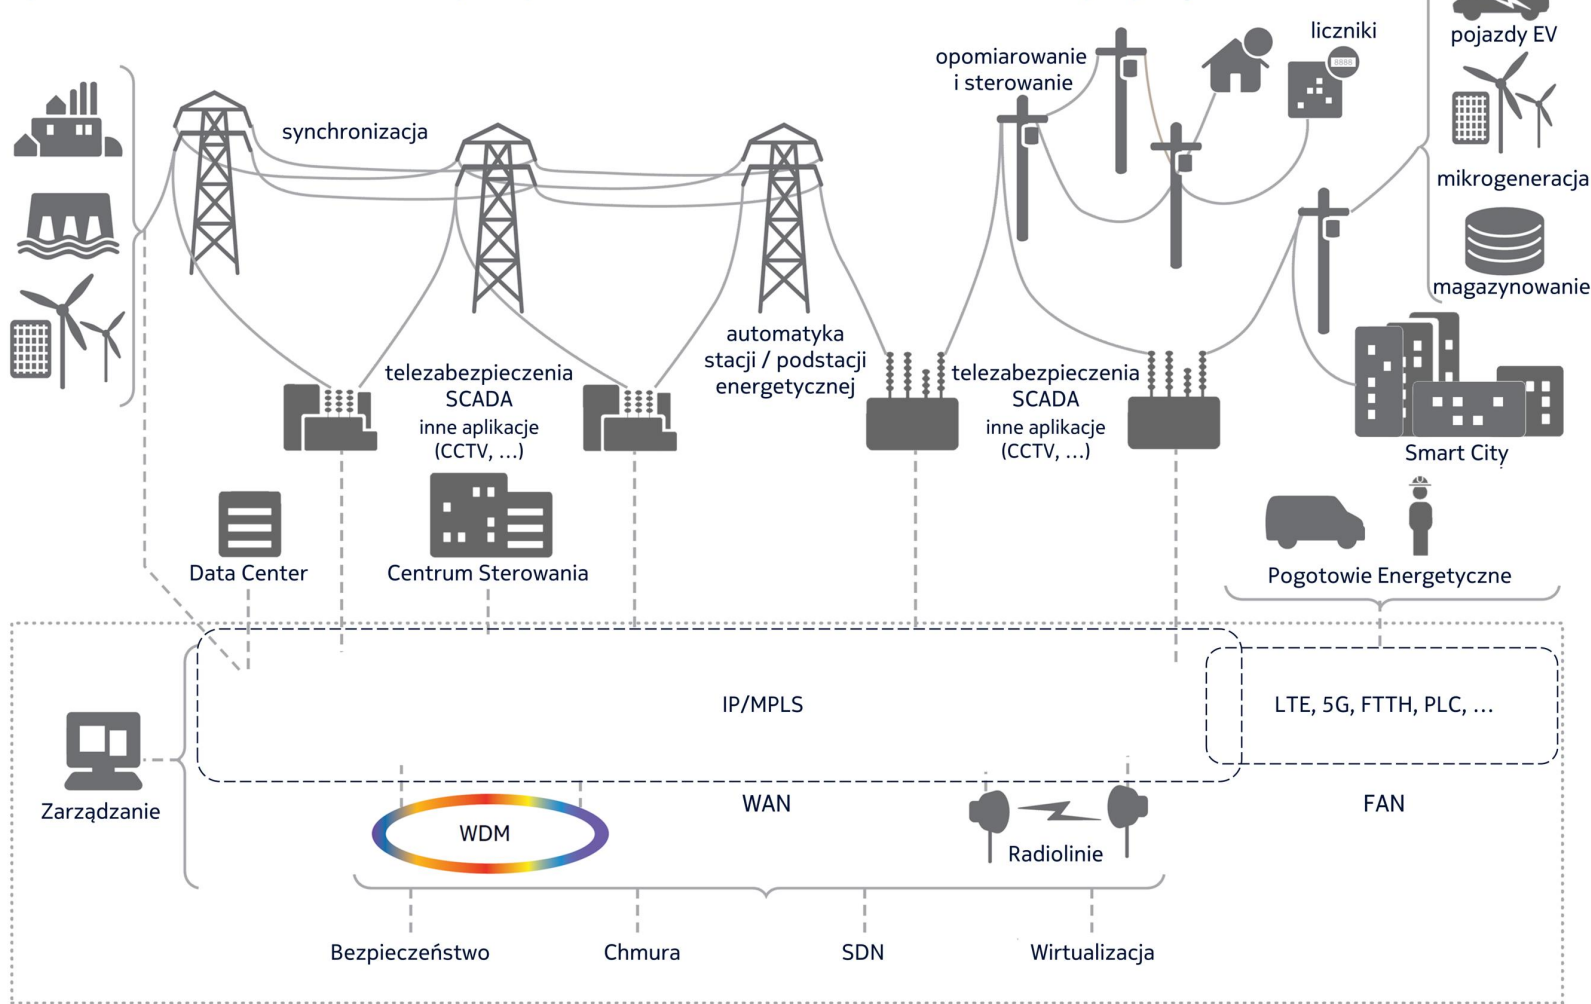 liczniki
pojazdy EV
opomiarowanie
i sterowanie
8888
synchronizacja
mikrogeneracja
magazynowanie
automatyka
stacji / podstacji
energetycznej
telezabezpieczenia
SCADA
inne aplikacje
(CCTV, ...)
telezabezpieczenia
SCADA
inne aplikacje
(CCTV, ...)
Smart City
Data Center
Centrum Sterowania
Pogotowie Energetyczne
IP/MPLS
LTE, 5G, FTTH, PLC, ...
Zarządzanie
WAN
FAN
WDM
Radiolinie
Bezpieczeństwo
Chmura
SDN
Wirtualizacja